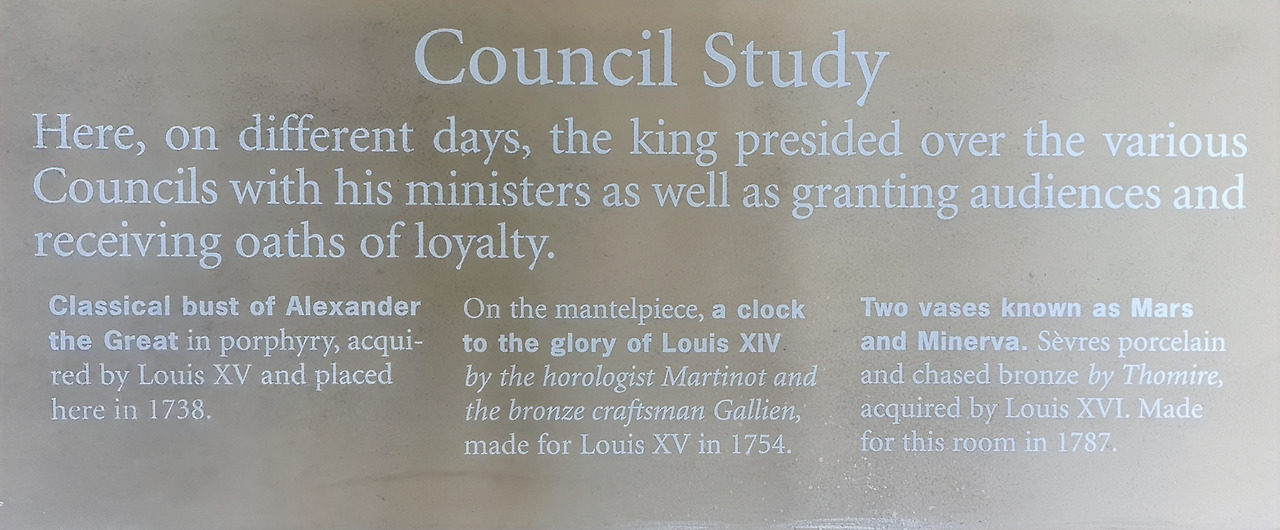 Council Study
Here, on different days, the king presided over the various
Councils with his ministers as well as granting audiences and
receiving oaths of loyalty.
Classical bust of Alexander
the Great in porphyry, acqui-
red by Louis XV and placed
here in 1738.
On the mantelpiece, a clock
to the glory of Louis XIV
by the horologist Martinot and
the bronze craftsman Gallien,
made for Louis XV in 1754.
Two vases known as Mars
and Minerva. Sèvres porcelain
and chased bronze by Thomire,
acquired by Louis XVI. Made
for this room in 1787.